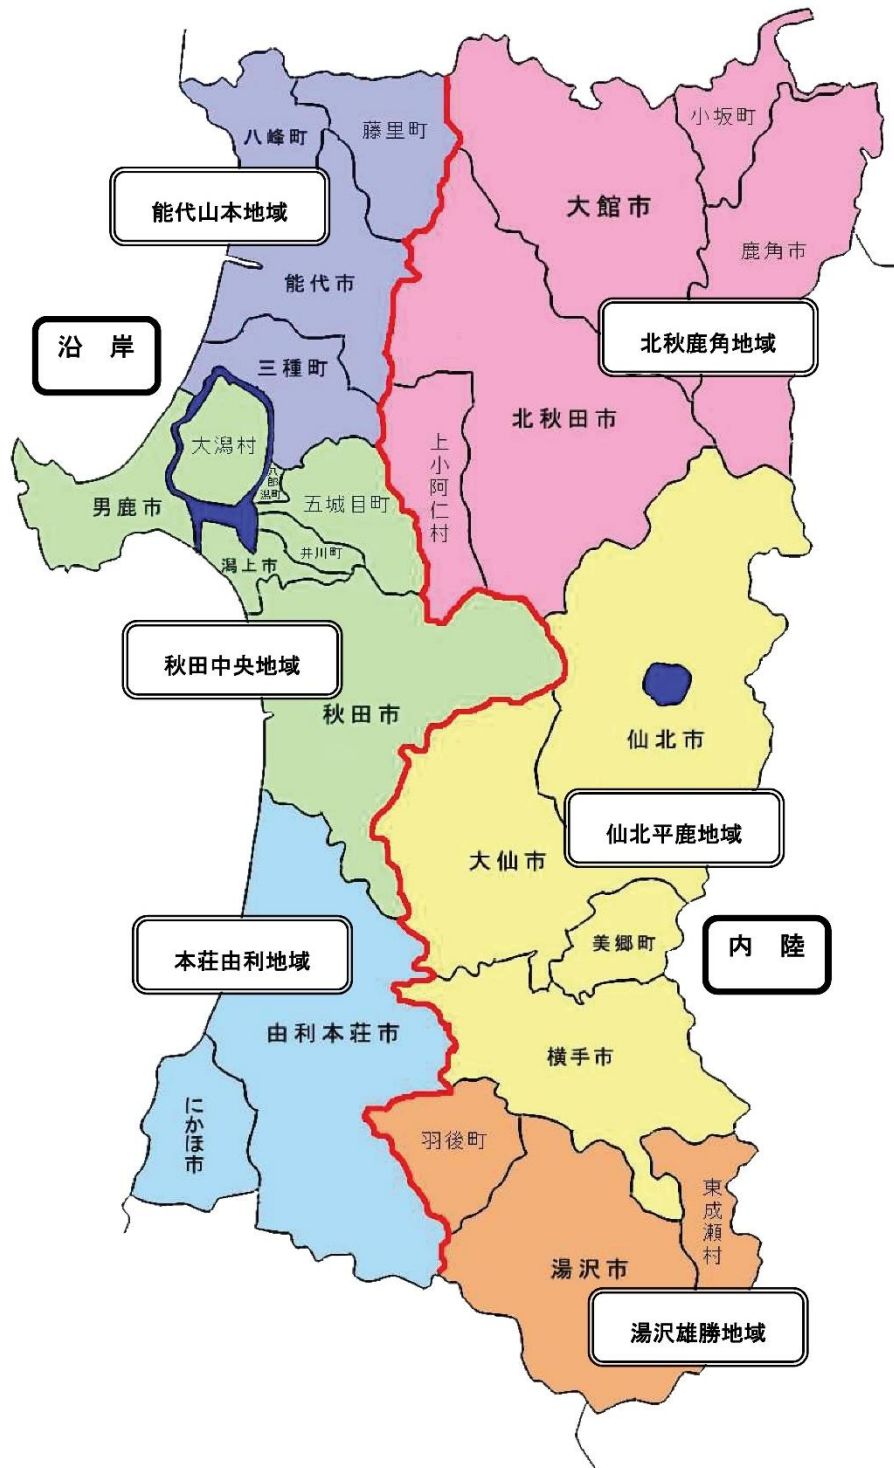 八峰町
藤里町
小坂町
能代山本地域
大館市
鹿角市
能代市
沿 岸
北秋鹿角地域
三種町
北秋田市
大潟村
上小阿仁村
八郎潟町
男鹿市
五城目町
井川町
潟上市
秋田中央地域
秋田市
仙北市
仙北平鹿地域
大仙市
美郷町
内 陸
本荘由利地域
由利本荘市
横手市
にかほ市
羽後町
東成瀬村
湯沢市
湯沢雄勝地域